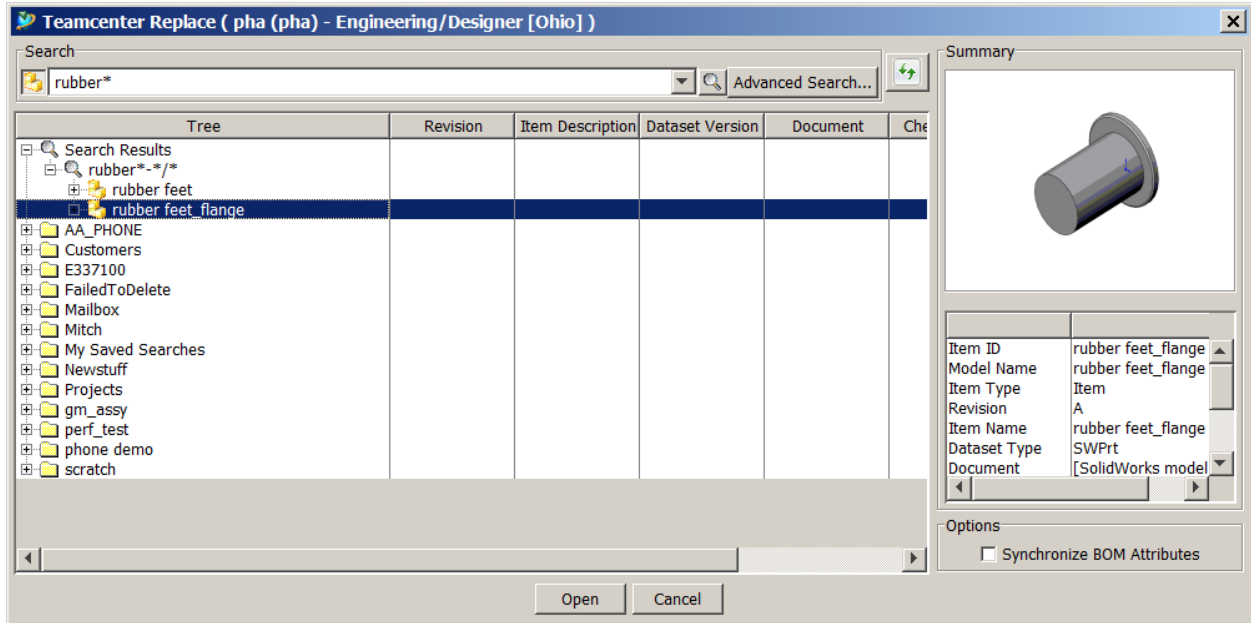 Teamcenter Replace ( pha (pha) - Engineering/Designer [Ohio] )
Search
rubber*
Advanced Search...
Tree Revision Item Description Dataset Version Document Che
Search Results
rubber*-*/*
rubber feet
rubber feet_flange
AA_PHONE
Customers
E337100
FailedToDelete
Mailbox
Mitch
My Saved Searches
Newstuff
Projects
gm_assy
perf_test
phone demo
scratch
Summary
Item ID rubber feet_flange
Model Name rubber feet_flange
Item Type Item
Revision A
Item Name rubber feet_flange
Dataset Type SWPrt
Document [SolidWorks model
Options
Synchronize BOM Attributes
Open Cancel